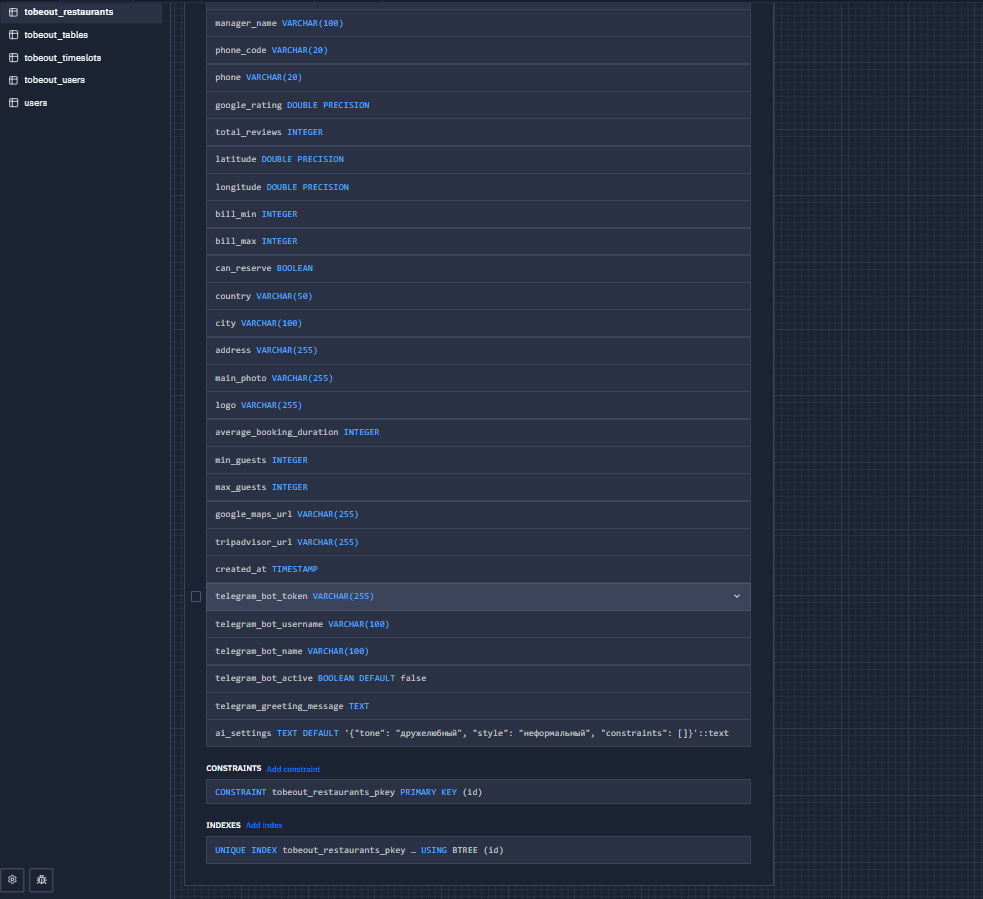 tobeout_restaurants
tobeout_tables
tobeout_timeslots
tobeout_users
users
manager_name VARCHAR(100)
phone_code VARCHAR(20)
phone VARCHAR(20)
google_rating DOUBLE PRECISION
total_reviews INTEGER
latitude DOUBLE PRECISION
longitude DOUBLE PRECISION
bill_min INTEGER
bill_max INTEGER
can_reserve BOOLEAN
country VARCHAR(50)
city VARCHAR(100)
address VARCHAR(255)
main_photo VARCHAR(255)
logo VARCHAR(255)
average_booking_duration INTEGER
min_guests INTEGER
max_guests INTEGER
google_maps_url VARCHAR(255)
tripadvisor_url VARCHAR(255)
created_at TIMESTAMP
telegram_bot_token VARCHAR(255)
telegram_bot_username VARCHAR(100)
telegram_bot_name VARCHAR(100)
telegram_bot_active BOOLEAN DEFAULT false
telegram_greeting_message TEXT
ai_settings TEXT DEFAULT '{"tone": "дружелюбный", "style": "неформальный", "constraints": []}'::text
CONSTRAINTS Add constraint
CONSTRAINT tobeout_restaurants_pkey PRIMARY KEY (id)
INDEXES Add index
UNIQUE INDEX tobeout_restaurants_pkey … USING BTREE (id)